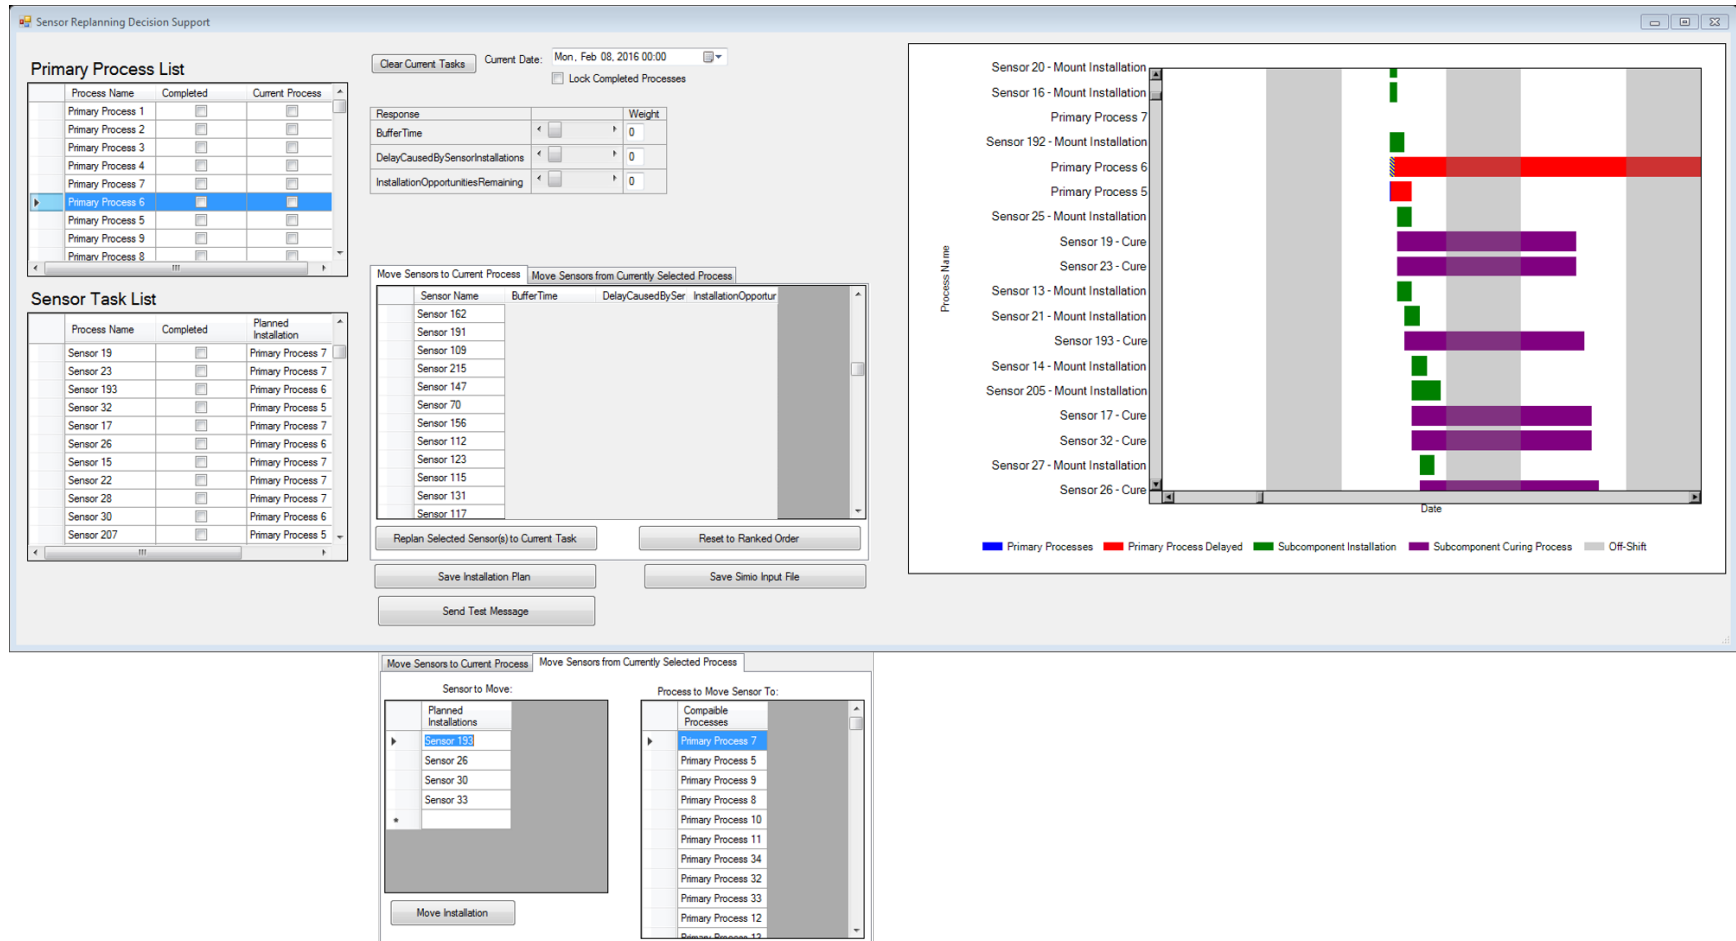 Sensor Replanning Decision Support
Primary Process List
Process Name Completed Current Process
Primary Process 1
Primary Process 2
Primary Process 3
Primary Process 4
Primary Process 7
Primary Process 6
Primary Process 5
Primary Process 9
Primary Process 8
Sensor Task List
Process Name Completed Planned Installation
Sensor 19 Primary Process 7
Sensor 23 Primary Process 7
Sensor 193 Primary Process 6
Sensor 32 Primary Process 5
Sensor 17 Primary Process 7
Sensor 26 Primary Process 6
Sensor 15 Primary Process 7
Sensor 22 Primary Process 7
Sensor 28 Primary Process 7
Sensor 30 Primary Process 6
Sensor 207 Primary Process 5
Clear Current Tasks
Current Date: Mon, Feb 08, 2016 00:00
Lock Completed Processes
Response Weight
BufferTime 0
DelayCausedBySensorInstallations 0
InstallationOpportunitiesRemaining 0
Move Sensors to Current Process Move Sensors from Currently Selected Process
Sensor Name BufferTime DelayCausedBySer InstallationOpportur
Sensor 162
Sensor 191
Sensor 109
Sensor 215
Sensor 147
Sensor 70
Sensor 156
Sensor 112
Sensor 123
Sensor 115
Sensor 131
Sensor 117
Replan Selected Sensor(s) to Current Task Reset to Ranked Order
Save Installation Plan Save Simio Input File
Send Test Message
Process Name
Sensor 20 - Mount Installation
Sensor 16 - Mount Installation
Primary Process 7
Sensor 192 - Mount Installation
Primary Process 6
Primary Process 5
Sensor 25 - Mount Installation
Sensor 19 - Cure
Sensor 23 - Cure
Sensor 13 - Mount Installation
Sensor 21 - Mount Installation
Sensor 193 - Cure
Sensor 14 - Mount Installation
Sensor 205 - Mount Installation
Sensor 17 - Cure
Sensor 32 - Cure
Sensor 27 - Mount Installation
Sensor 26 - Cure
Date
Primary Processes Primary Process Delayed Subcomponent Installation Subcomponent Curing Process Off-Shift
Move Sensors to Current Process Move Sensors from Currently Selected Process
Sensor to Move:
Planned
Installations
Sensor 193
Sensor 26
Sensor 30
Sensor 33
*
Move Installation
Process to Move Sensor To:
Compaible
Processes
Primary Process 7
Primary Process 5
Primary Process 9
Primary Process 8
Primary Process 10
Primary Process 11
Primary Process 34
Primary Process 32
Primary Process 33
Primary Process 12
Primary Process 13